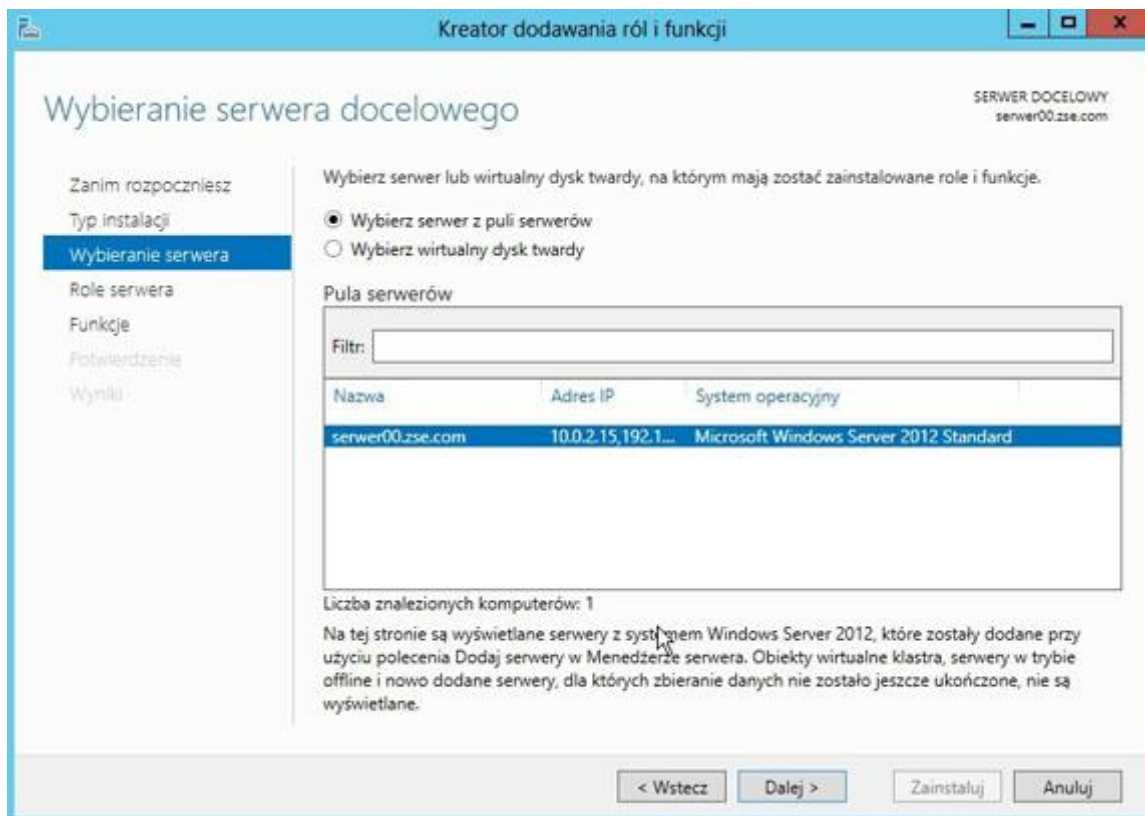 Kreator dodawania ról i funkcji
Wybieranie serwera docelowego
SERWER DOCELOWY
serwer00.zse.com
Zanim rozpoczniesz
Typ instalacji
Wybieranie serwera
Role serwera
Funkcje
Potwierdzenie
Wyniki
Wybierz serwer lub wirtualny dysk twardy, na którym mają zostać zainstalowane role i funkcje.
Wybierz serwer z puli serwerów
Wybierz wirtualny dysk twardy
Pula serwerów
Filtr:
Nazwa Adres IP System operacyjny
serwer00.zse.com 10.0.2.15,192.1... Microsoft Windows Server 2012 Standard
Liczba znalezionych komputerów: 1
Na tej stronie są wyświetlane serwery z systemem Windows Server 2012, które zostały dodane przy
użyciu polecenia Dodaj serwery w Menedżerze serwera. Obiekty wirtualne klastra, serwery w trybie
offline i nowo dodane serwery, dla których zbieranie danych nie zostało jeszcze ukończone, nie są
wyświetlane.
< Wstecz Dalej > Zainstaluj Anuluj